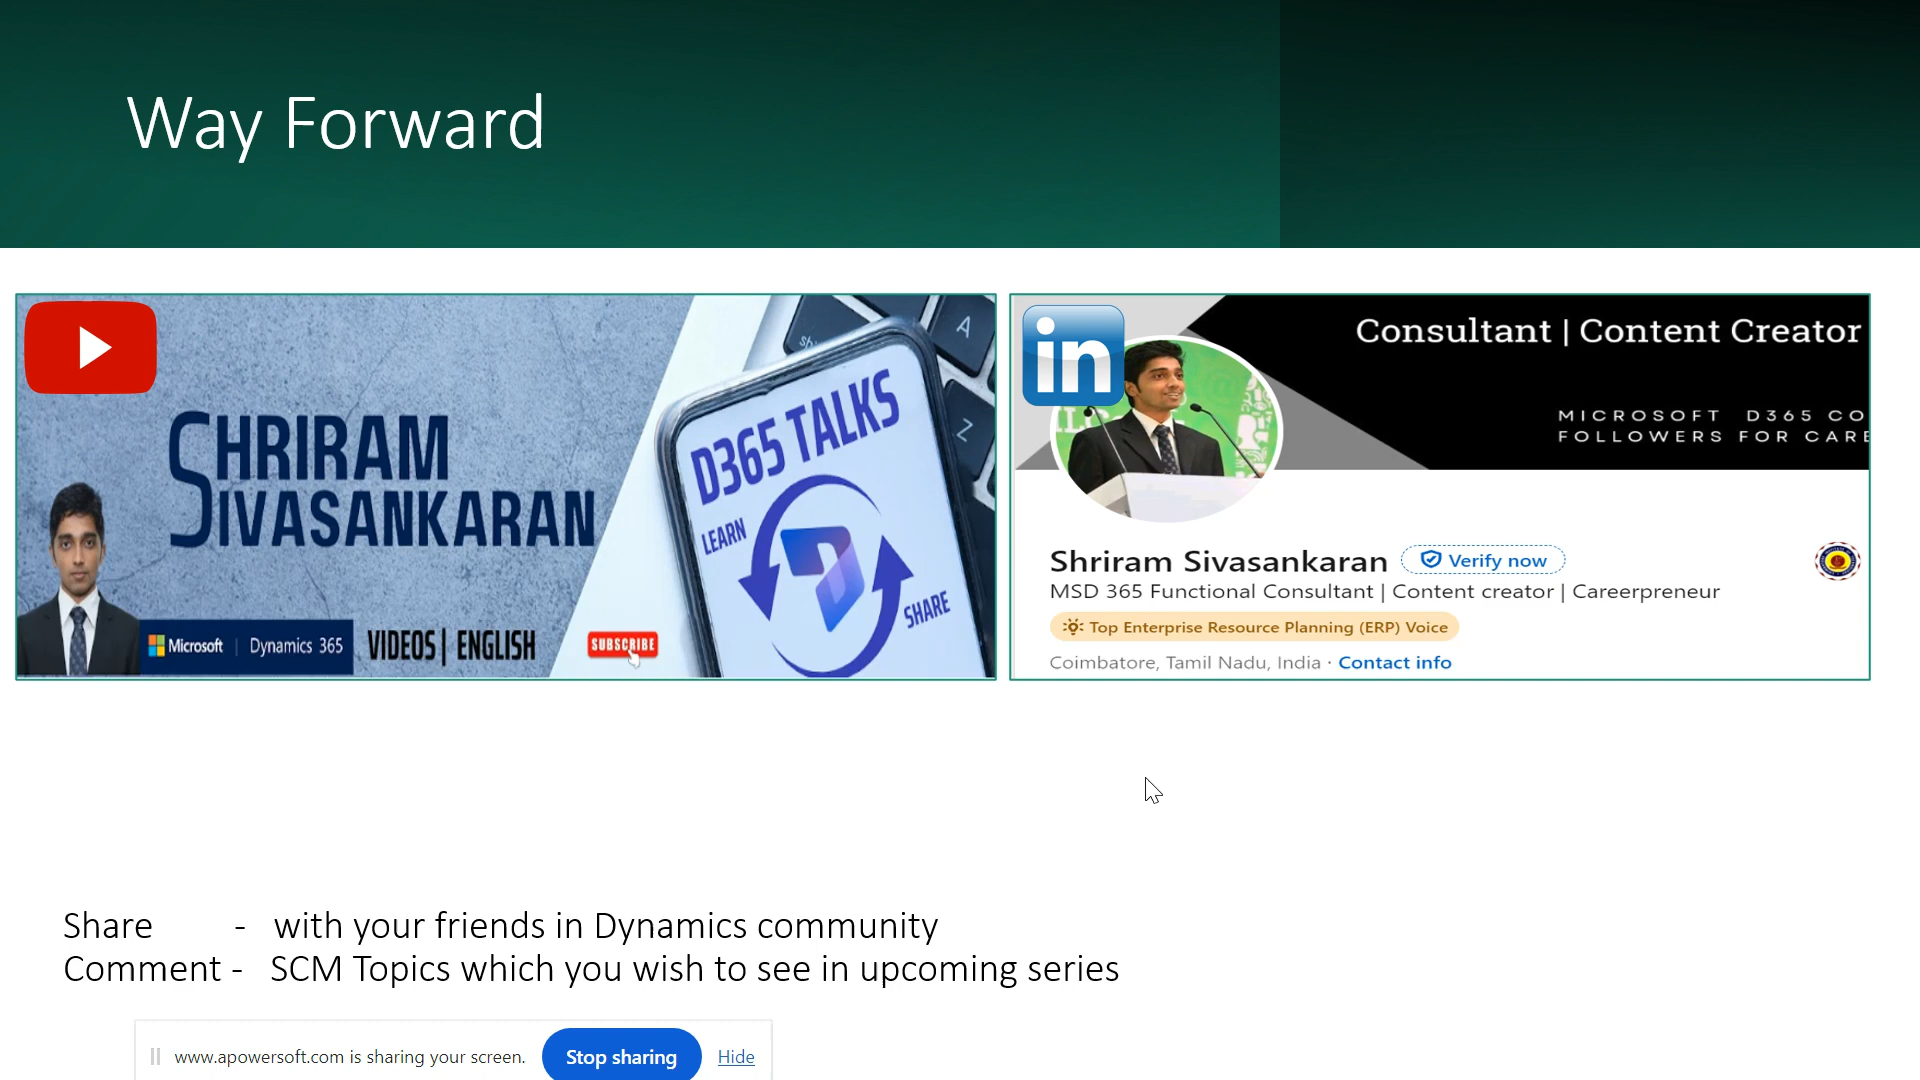 Way Forward
SHRIRAM
SIVASANKARAN
Microsoft | Dynamics 365
VIDEOS | ENGLISH
SUBSCRIBE
A
Z
D365 TALKS
LEARN
SHARE
in
Consultant | Content Creator
MICROSOFT D365 CO
FOLLOWERS FOR CARE
Shriram Sivasankaran Verify now
MSD 365 Functional Consultant | Content creator | Careerpreneur
Top Enterprise Resource Planning (ERP) Voice
Coimbatore, Tamil Nadu, India · Contact info
Share - with your friends in Dynamics community
Comment - SCM Topics which you wish to see in upcoming series
www.apowersoft.com is sharing your screen. Stop sharing Hide